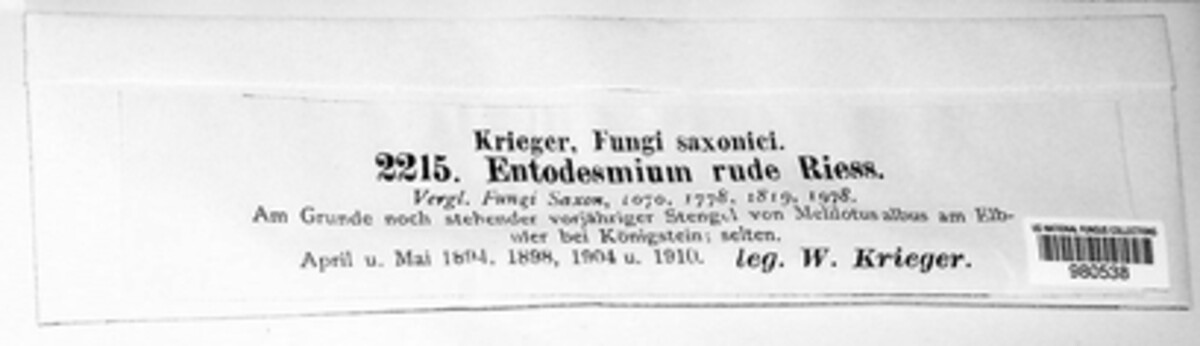 Krieger, Fungi saxonici.
2215. Entodesmium rude Riess.
Vergl. Fungi Saxon, 1070, 1778, 1819, 1978.
Am Grunde noch stehender vorjähriger Stengel von Melilotus albus am Elb-
ufer bei Königstein; selten.
April u. Mai 1894, 1898, 1904 u. 1910. leg. W. Krieger.
US NATIONAL FUNGUS COLLECTIONS
980538